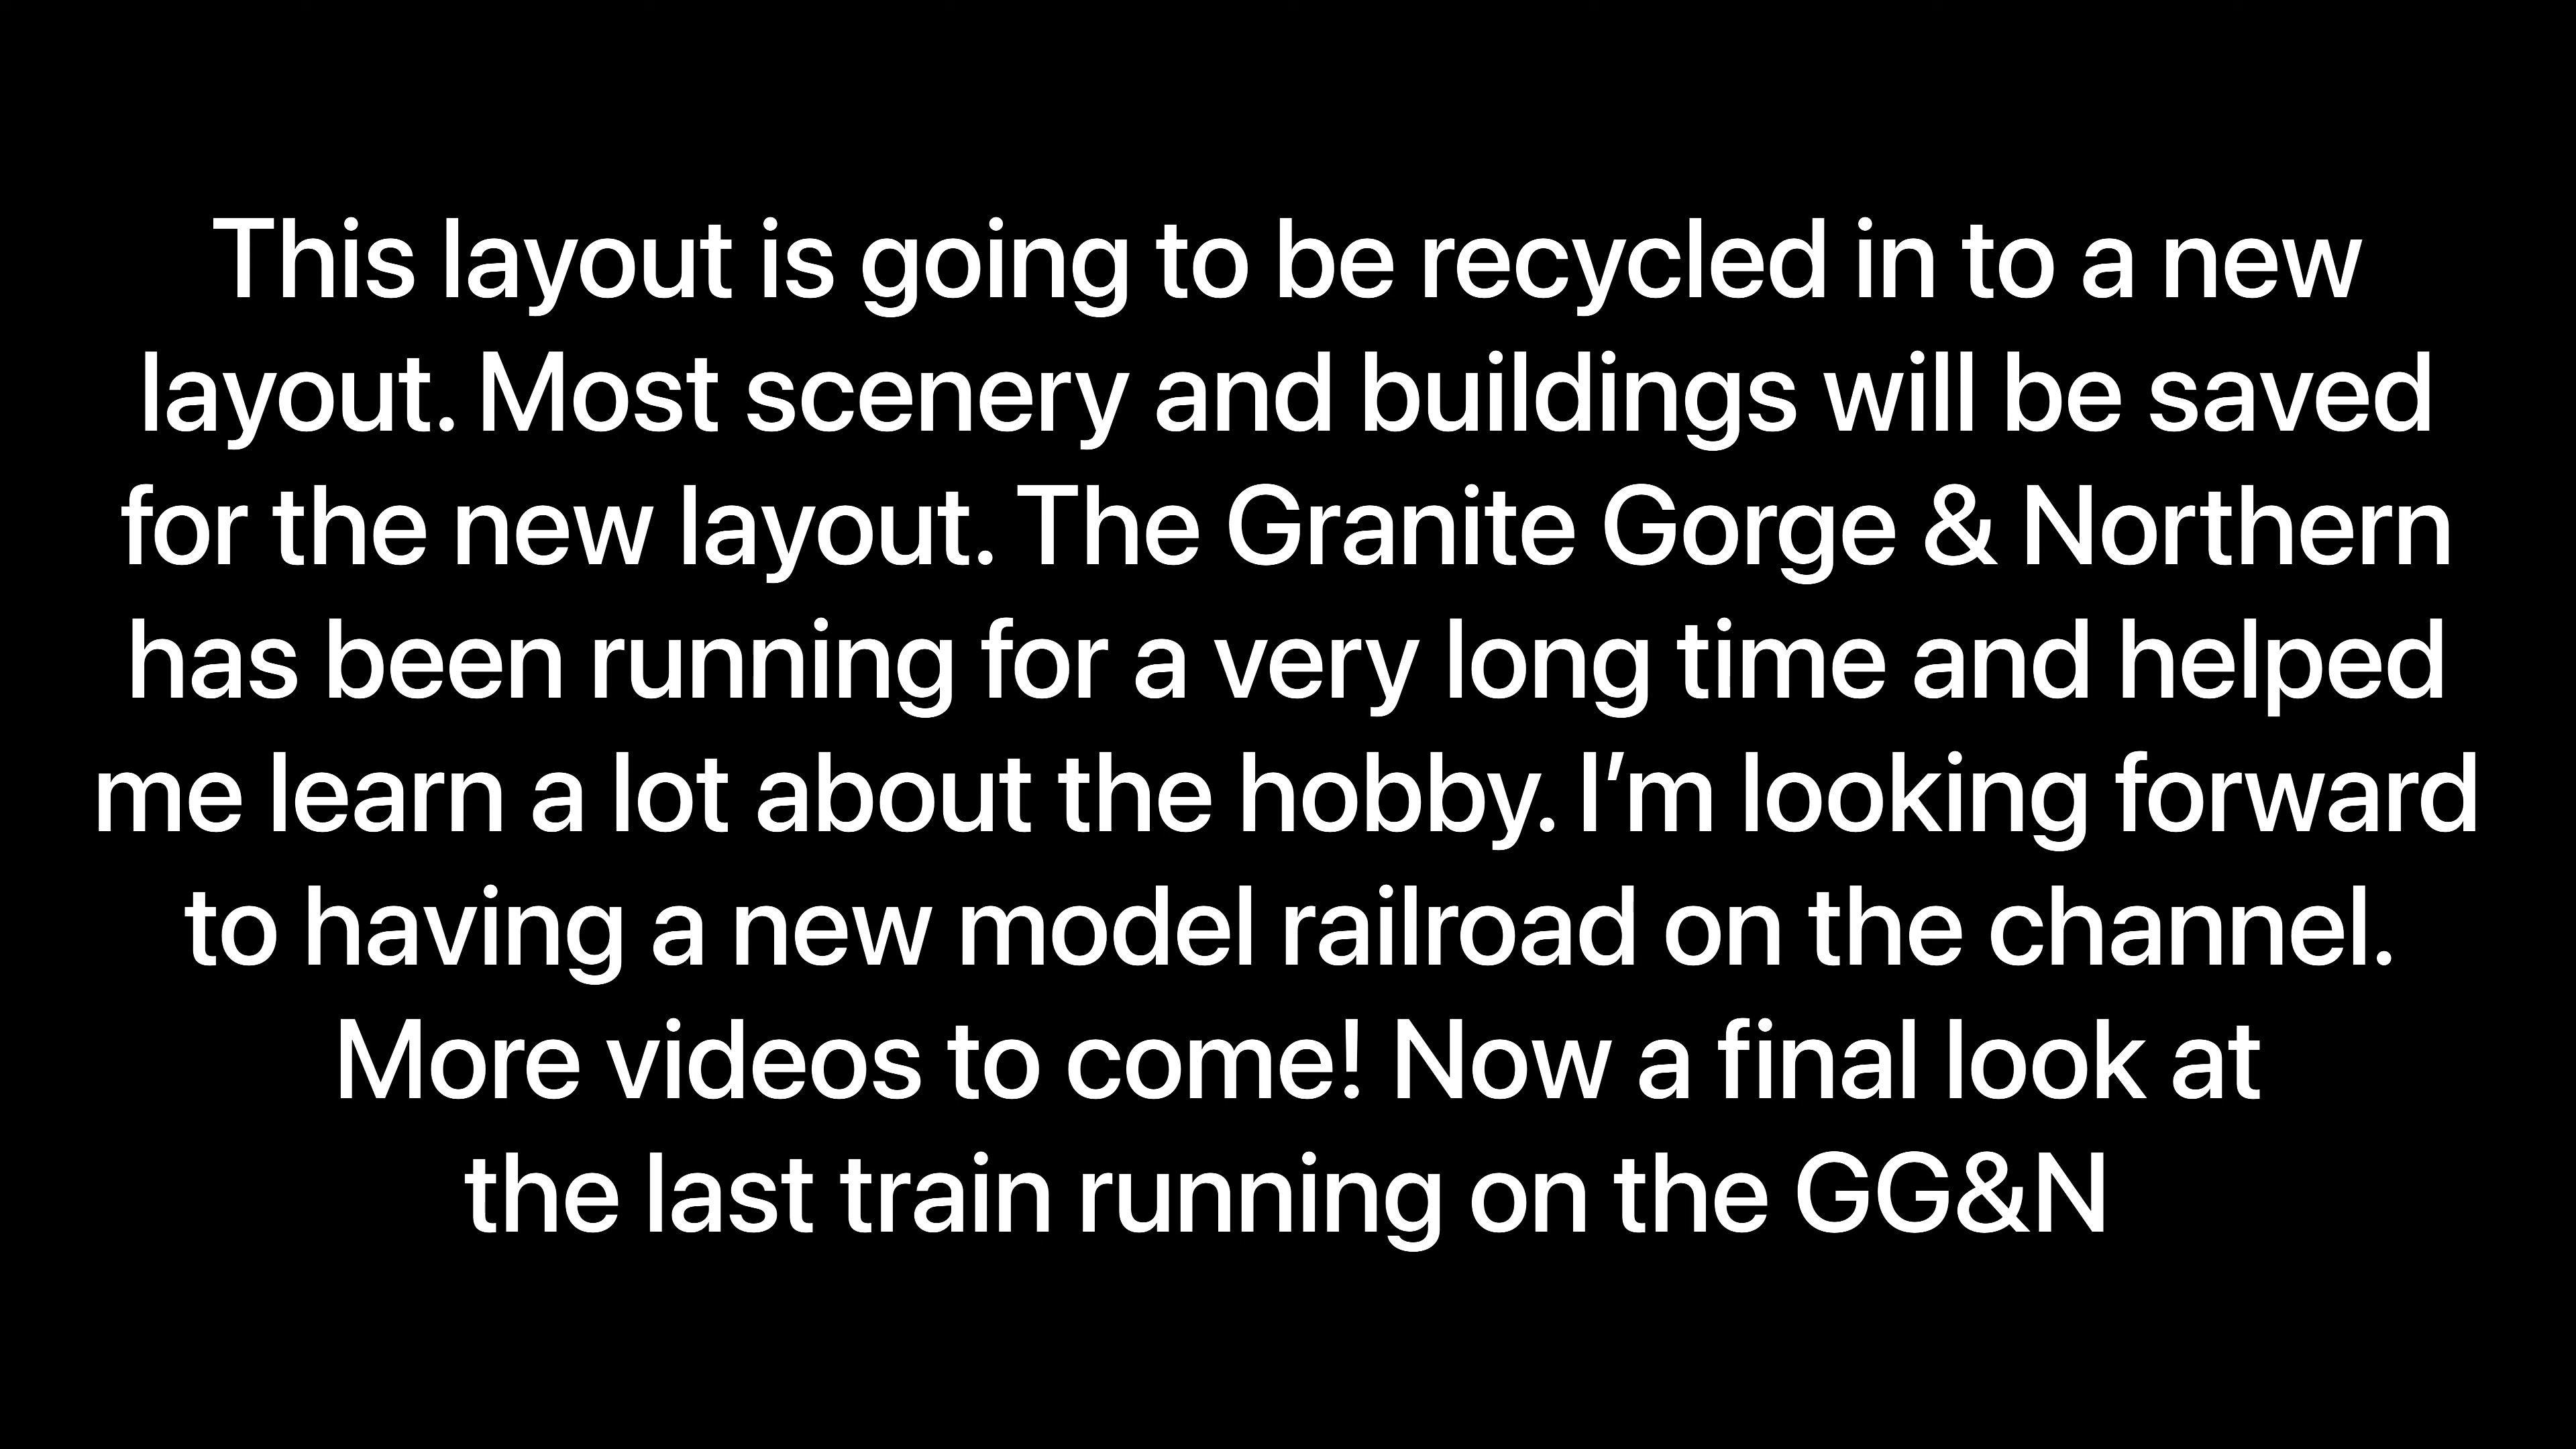 This layout is going to be recycled in to a new
layout. Most scenery and buildings will be saved
for the new layout. The Granite Gorge & Northern
has been running for a very long time and helped
me learn a lot about the hobby. I’m looking forward
to having a new model railroad on the channel.
More videos to come! Now a final look at
the last train running on the GG&N